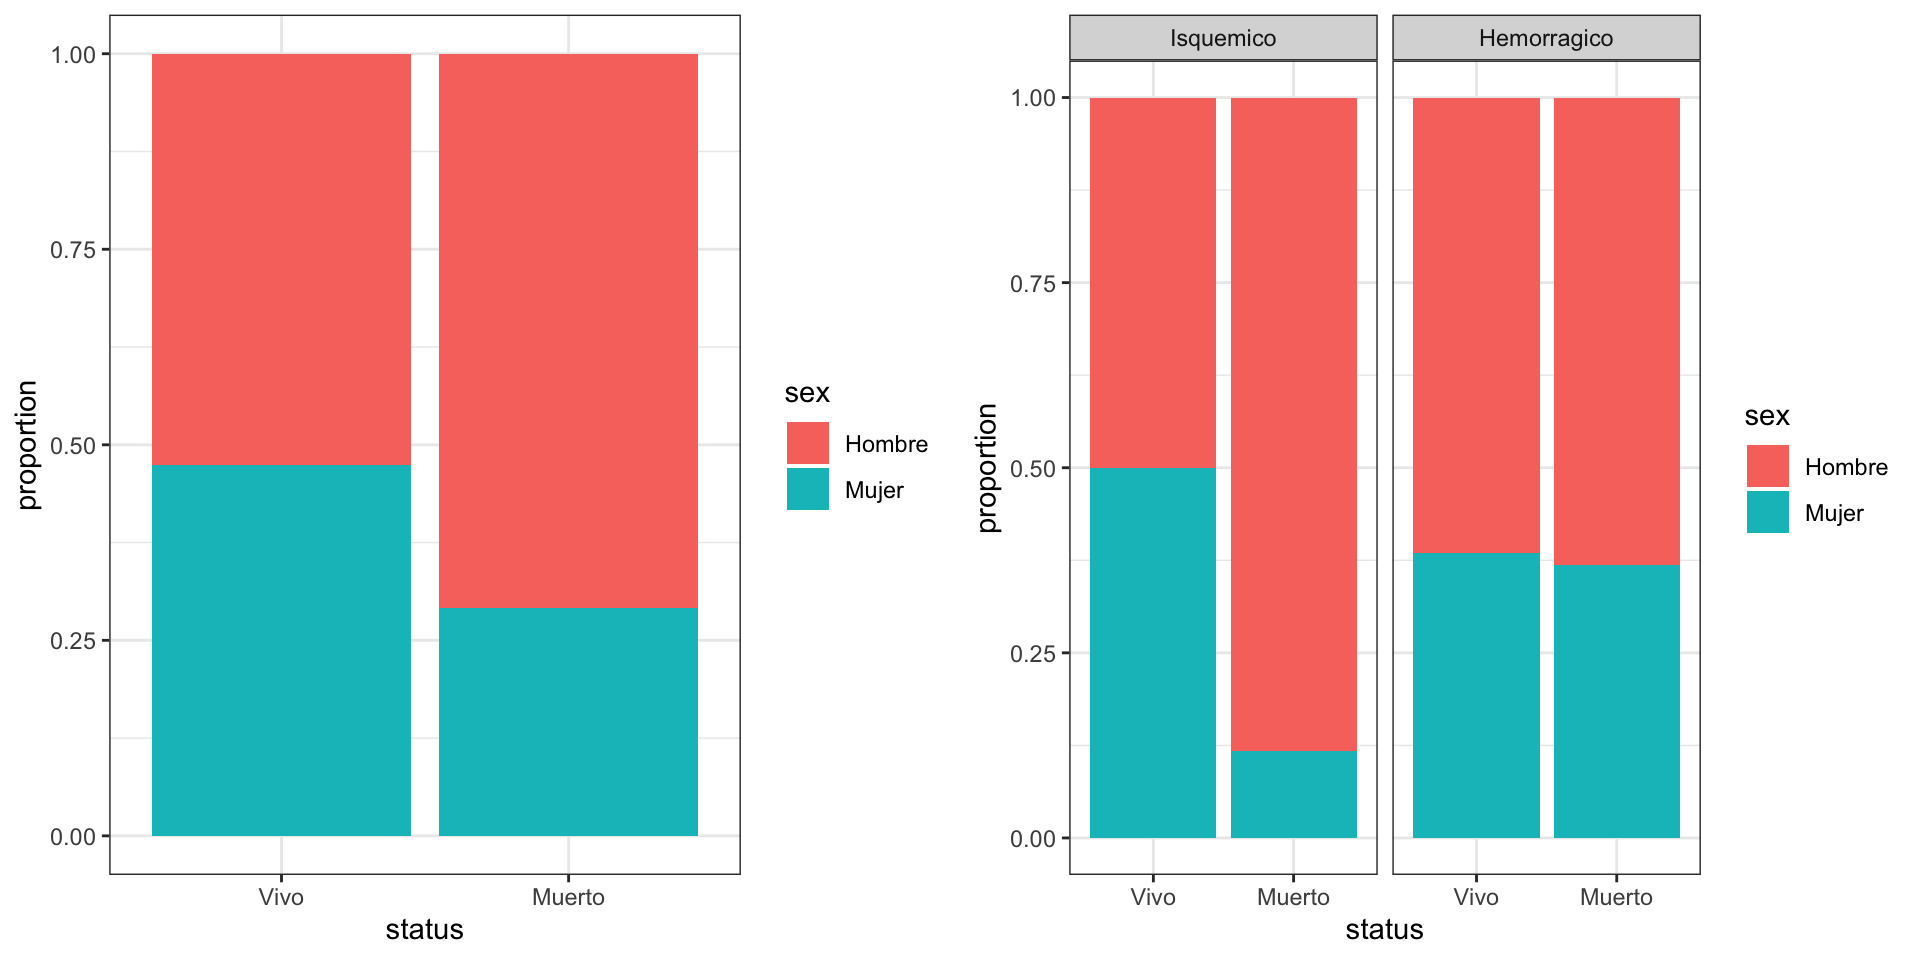 1.00
0.75
0.50
0.25
0.00
proportion
Vivo
Muerto
status
sex
Hombre
Mujer
Isquemico
Hemorragico
1.00
0.75
0.50
0.25
0.00
proportion
Vivo
Muerto
Vivo
Muerto
status
sex
Hombre
Mujer